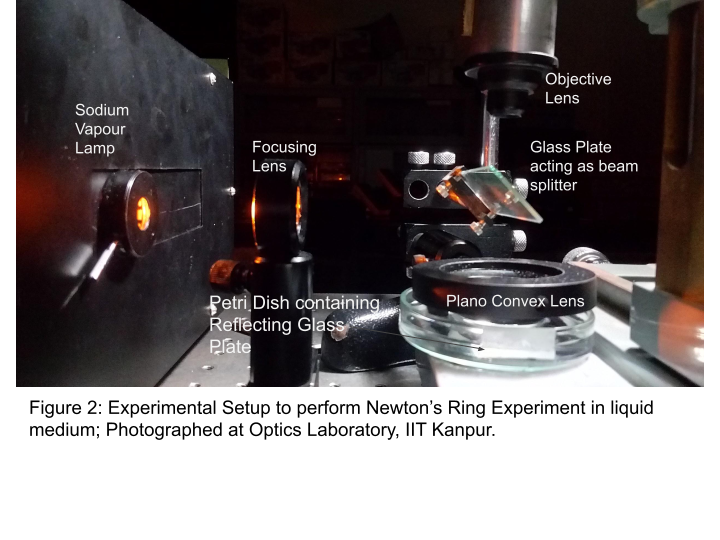 Sodium
Vapour
Lamp
Focusing
Lens
Objective
Lens
Glass Plate
acting as beam
splitter
Petri Dish containing
Reflecting Glass
Plate
Plano Convex Lens
Figure 2: Experimental Setup to perform Newton’s Ring Experiment in liquid
medium; Photographed at Optics Laboratory, IIT Kanpur.